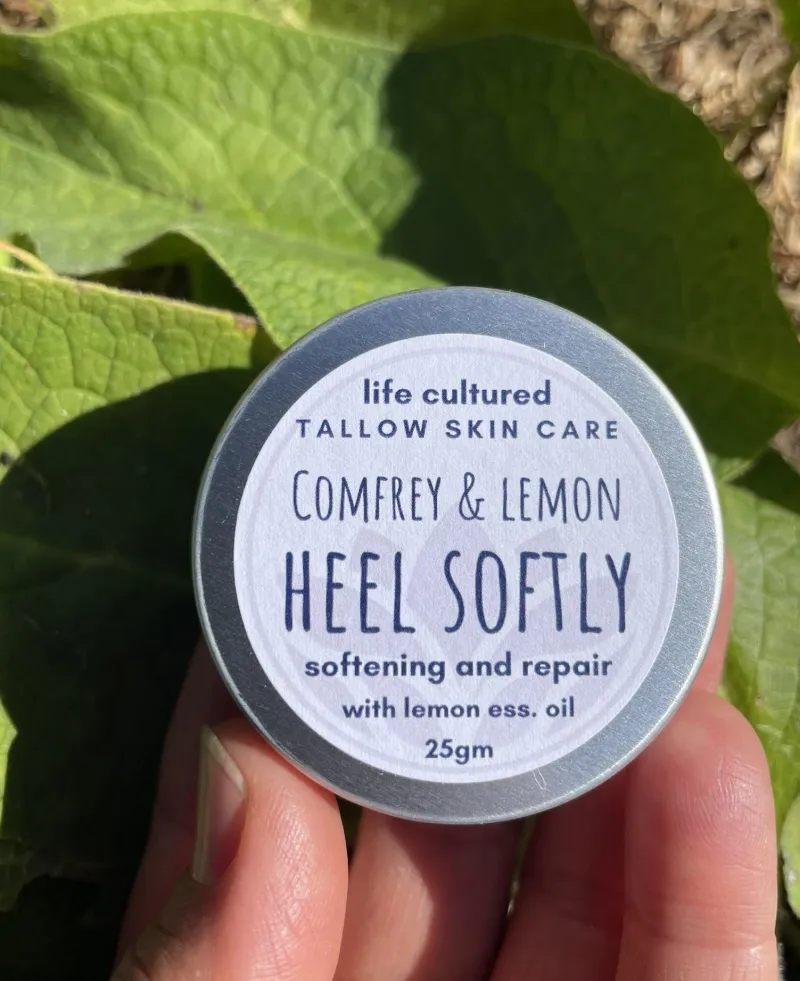 life cultured
TALLOW SKIN CARE
COMFREY & LEMON
HEEL SOFTLY
softening and repair
with lemon ess. oil
25gm